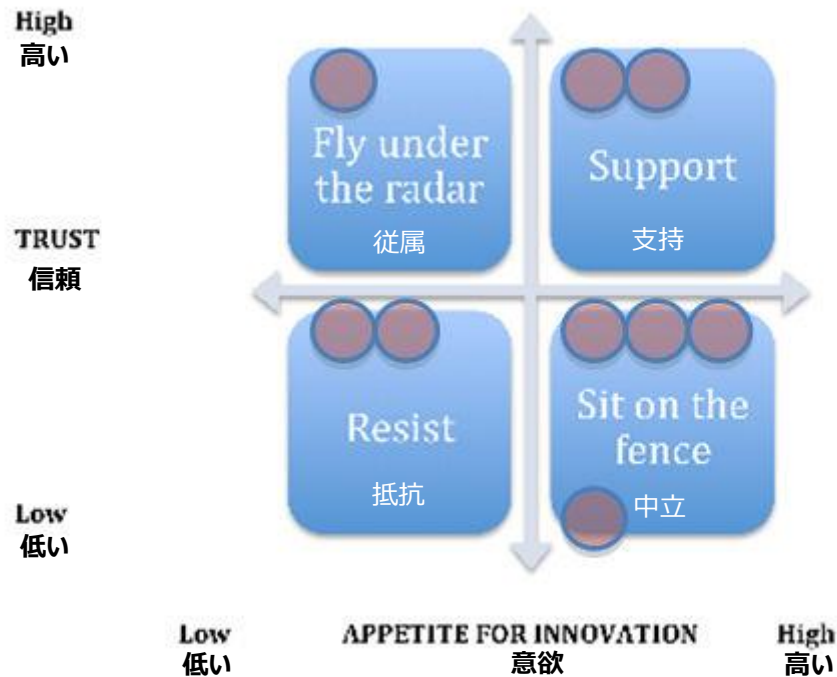 High
高い
Fly under
the radar
従属
Support
支持
TRUST
信頼
Resist
抵抗
Sit on the
fence
中立
Low
低い
Low
低い
APPETITE FOR INNOVATION
意欲
High
高い